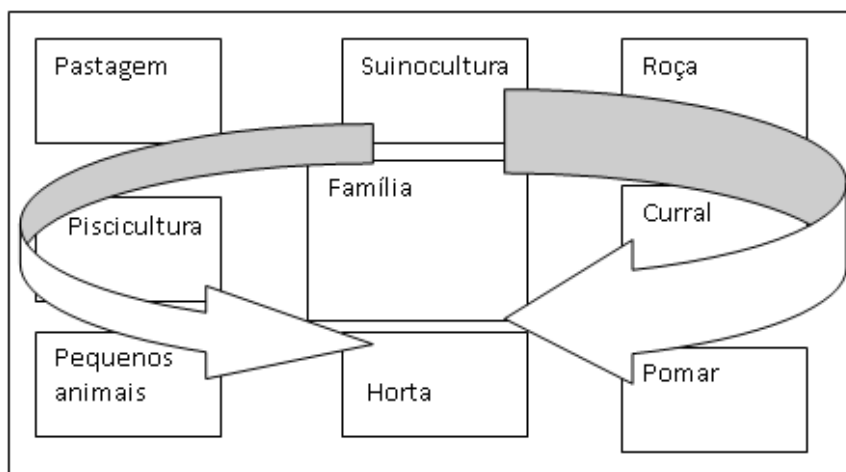 Pastagem
Suinocultura
Roça
Família
Piscicultura
Curral
Pequenos
animais
Horta
Pomar